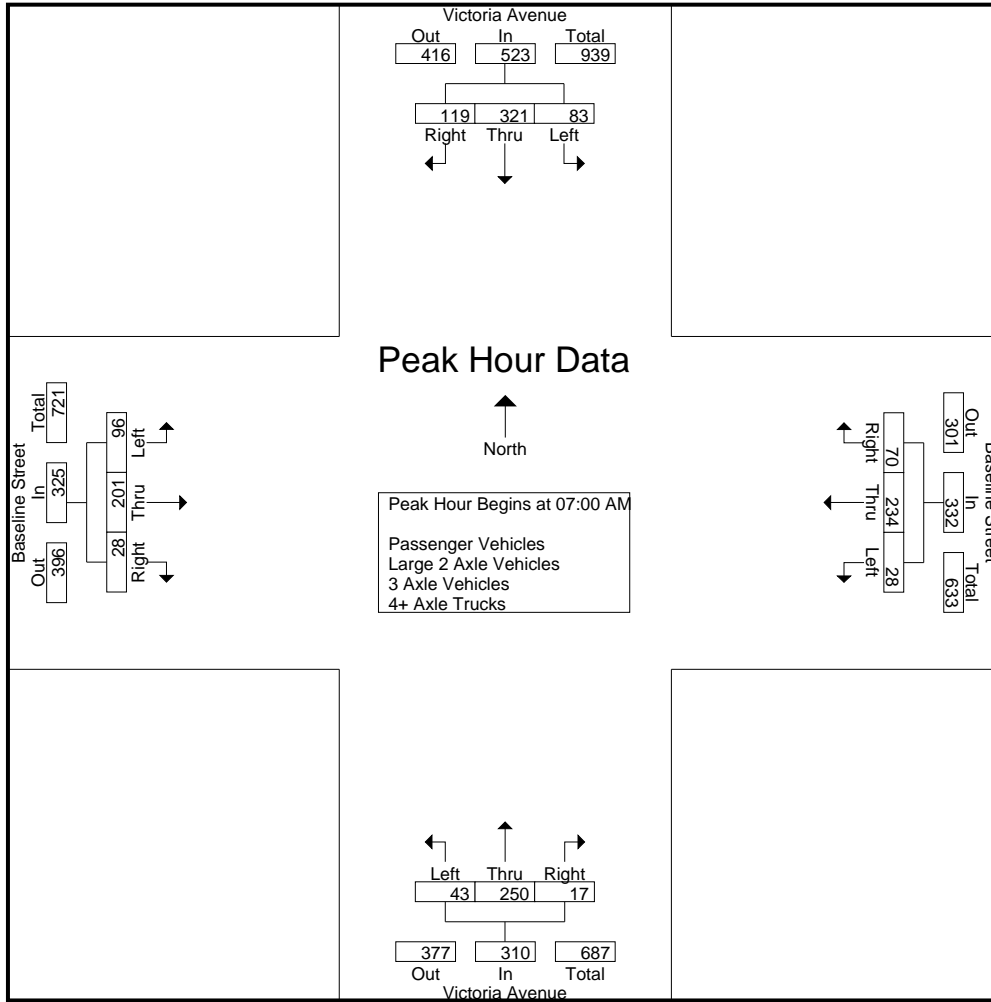 Victoria Avenue
Out In Total
416 523 939
119 321 83
Right Thru Left
Peak Hour Data
North
Peak Hour Begins at 07:00 AM
Passenger Vehicles
Large 2 Axle Vehicles
3 Axle Vehicles
4+ Axle Trucks
Baseline Street
Out In Total
396 325 721
28 201 96
Right Thru Left
Baseline Street
Out In Total
301 332 633
70 234 28
Right Thru Left
Left Thru Right
43 250 17
377 310 687
Out In Total
Victoria Avenue